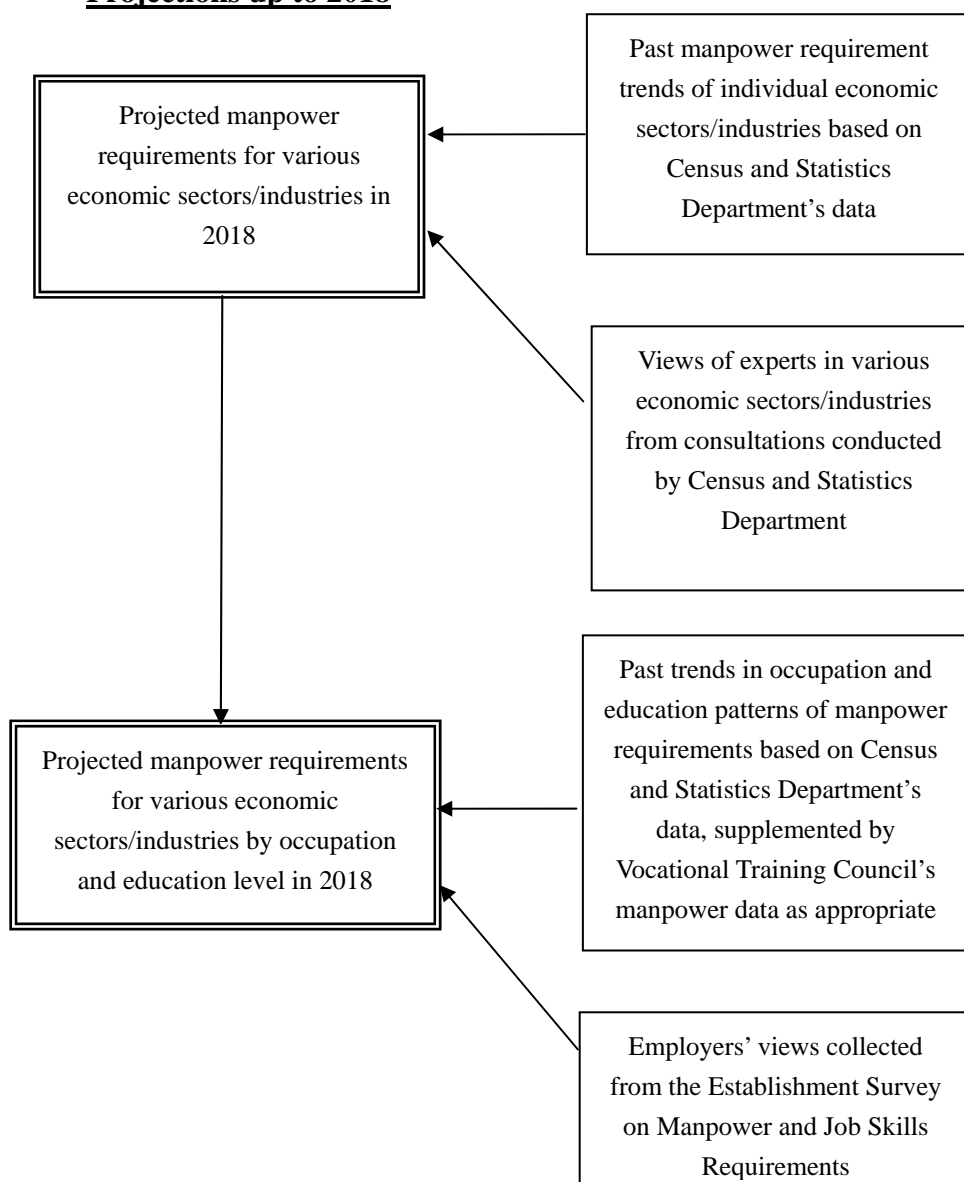 Projections up to 2018
Past manpower requirement
trends of individual economic
sectors/industries based on
Census and Statistics
Department’s data
Projected manpower
requirements for various
economic sectors/industries in
2018
Views of experts in various
economic sectors/industries
from consultations conducted
by Census and Statistics
Department
Past trends in occupation and
education patterns of manpower
requirements based on Census
and Statistics Department’s
data, supplemented by
Vocational Training Council’s
manpower data as appropriate
Projected manpower requirements
for various economic
sectors/industries by occupation
and education level in 2018
Employers’ views collected
from the Establishment Survey
on Manpower and Job Skills
Requirements